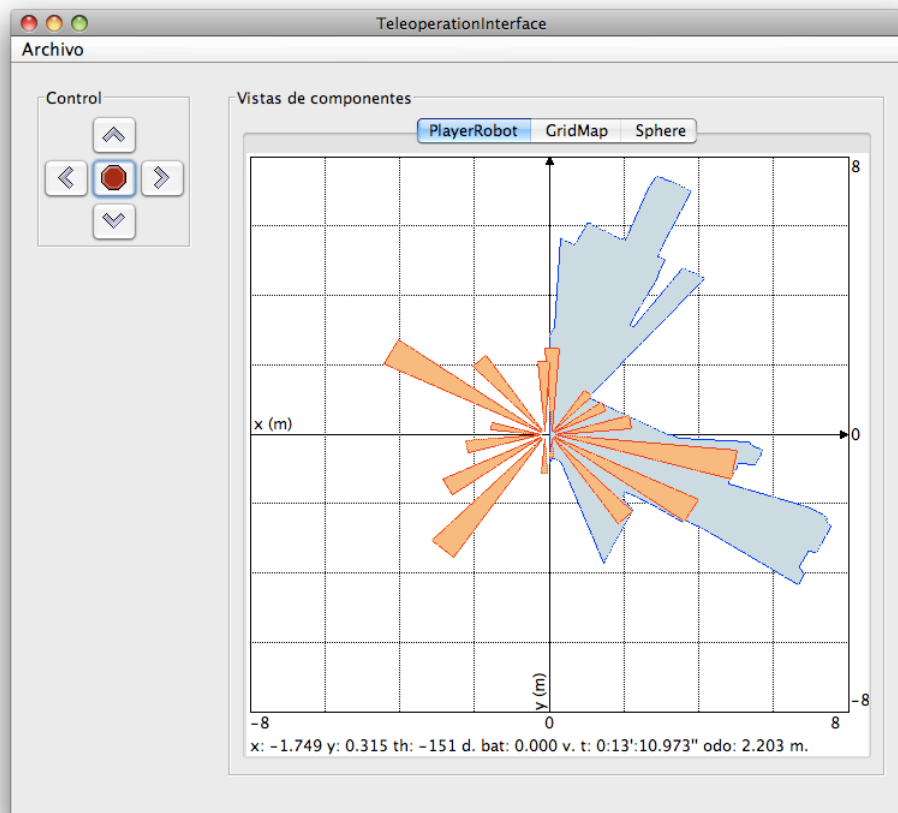 TeleoperationInterface
Archivo
Control
Vistas de componentes
PlayerRobot GridMap Sphere
8
x (m)
0
y (m)
-8
-8 0 8
x: -1.749 y: 0.315 th: -151 d. bat: 0.000 v. t: 0:13':10.973'' odo: 2.203 m.